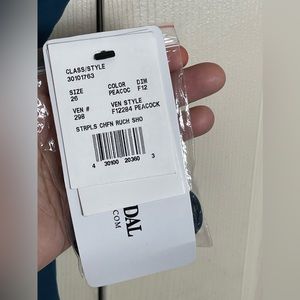 CLASS/STYLE
30101763
SIZE COLOR DIM
26 PEACOC F12
VEN # VEN STYLE
298 F12284 PEACOCK
STRPLS CHFN RUCH SHO
4 30100 20360 3
DAL
COM